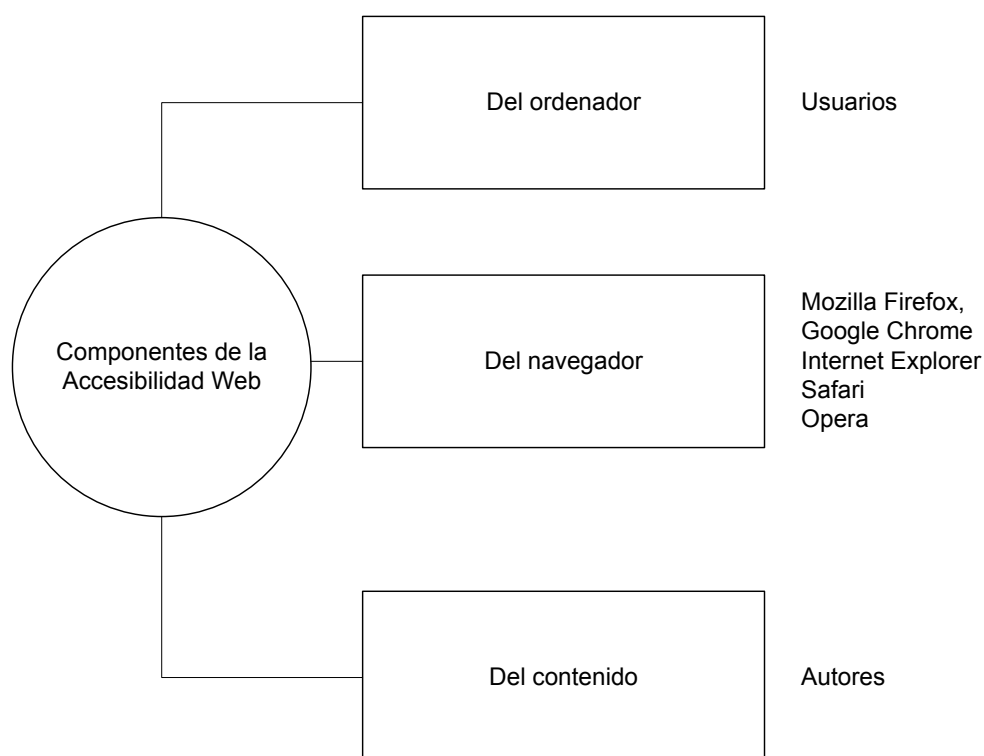 Del ordenador
Usuarios
Componentes de la
Accesibilidad Web
Del navegador
Mozilla Firefox,
Google Chrome
Internet Explorer
Safari
Opera
Del contenido
Autores